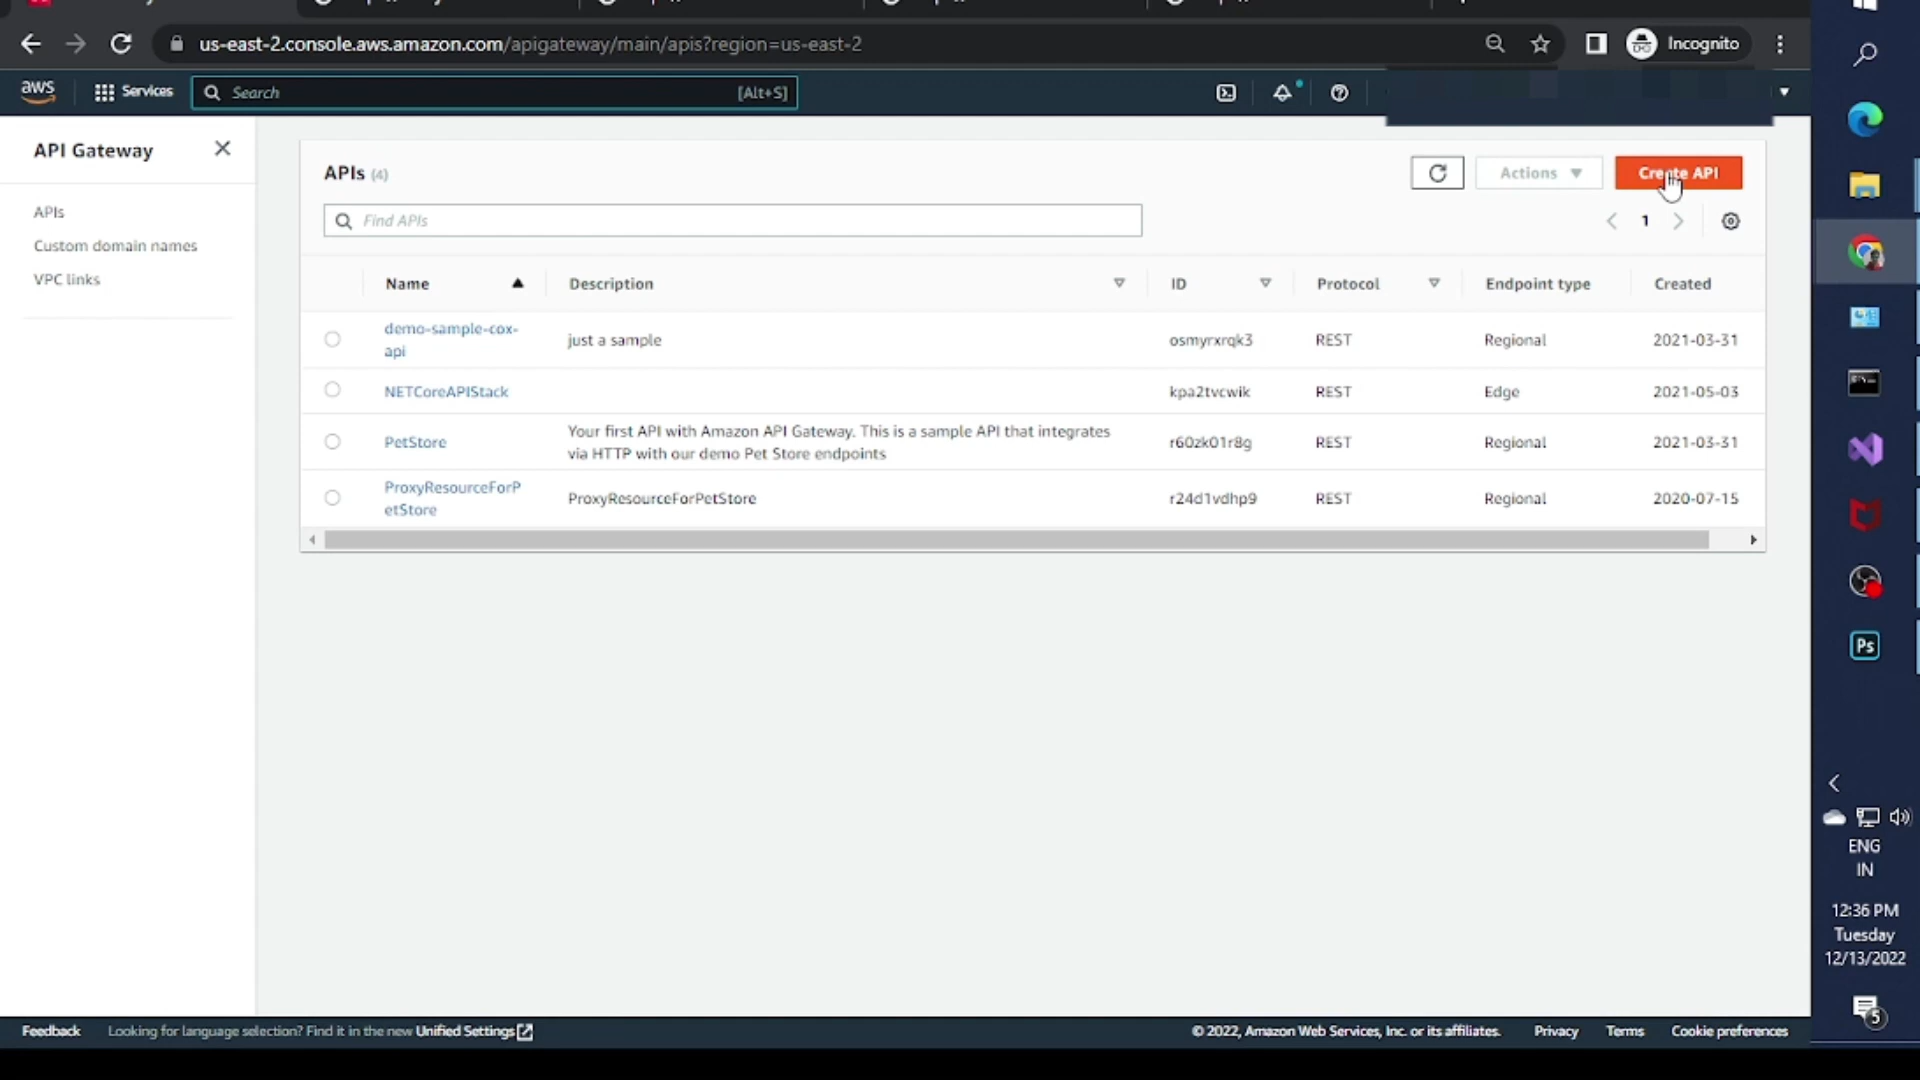 us-east-2.console.aws.amazon.com/apigateway/main/apis?region=us-east-2
Incognito
aws
Services
Search
[Alt+S]
API Gateway
APIs
Custom domain names
VPC links
APIs (4)
Actions
Create API
Find APIs
1
Name
Description
ID
Protocol
Endpoint type
Created
demo-sample-cox-
api
just a sample
osmyrxrqk3
REST
Regional
2021-03-31
NETCoreAPIStack
kpa2tvcwik
REST
Edge
2021-05-03
PetStore
Your first API with Amazon API Gateway. This is a sample API that integrates
via HTTP with our demo Pet Store endpoints
r60zk01r8g
REST
Regional
2021-03-31
ProxyResourceForP
etStore
ProxyResourceForPetStore
r24d1vdhp9
REST
Regional
2020-07-15
Feedback
Looking for language selection? Find it in the new Unified Settings
© 2022, Amazon Web Services, Inc. or its affiliates.
Privacy
Terms
Cookie preferences
Ps
ENG
IN
12:36 PM
Tuesday
12/13/2022
5